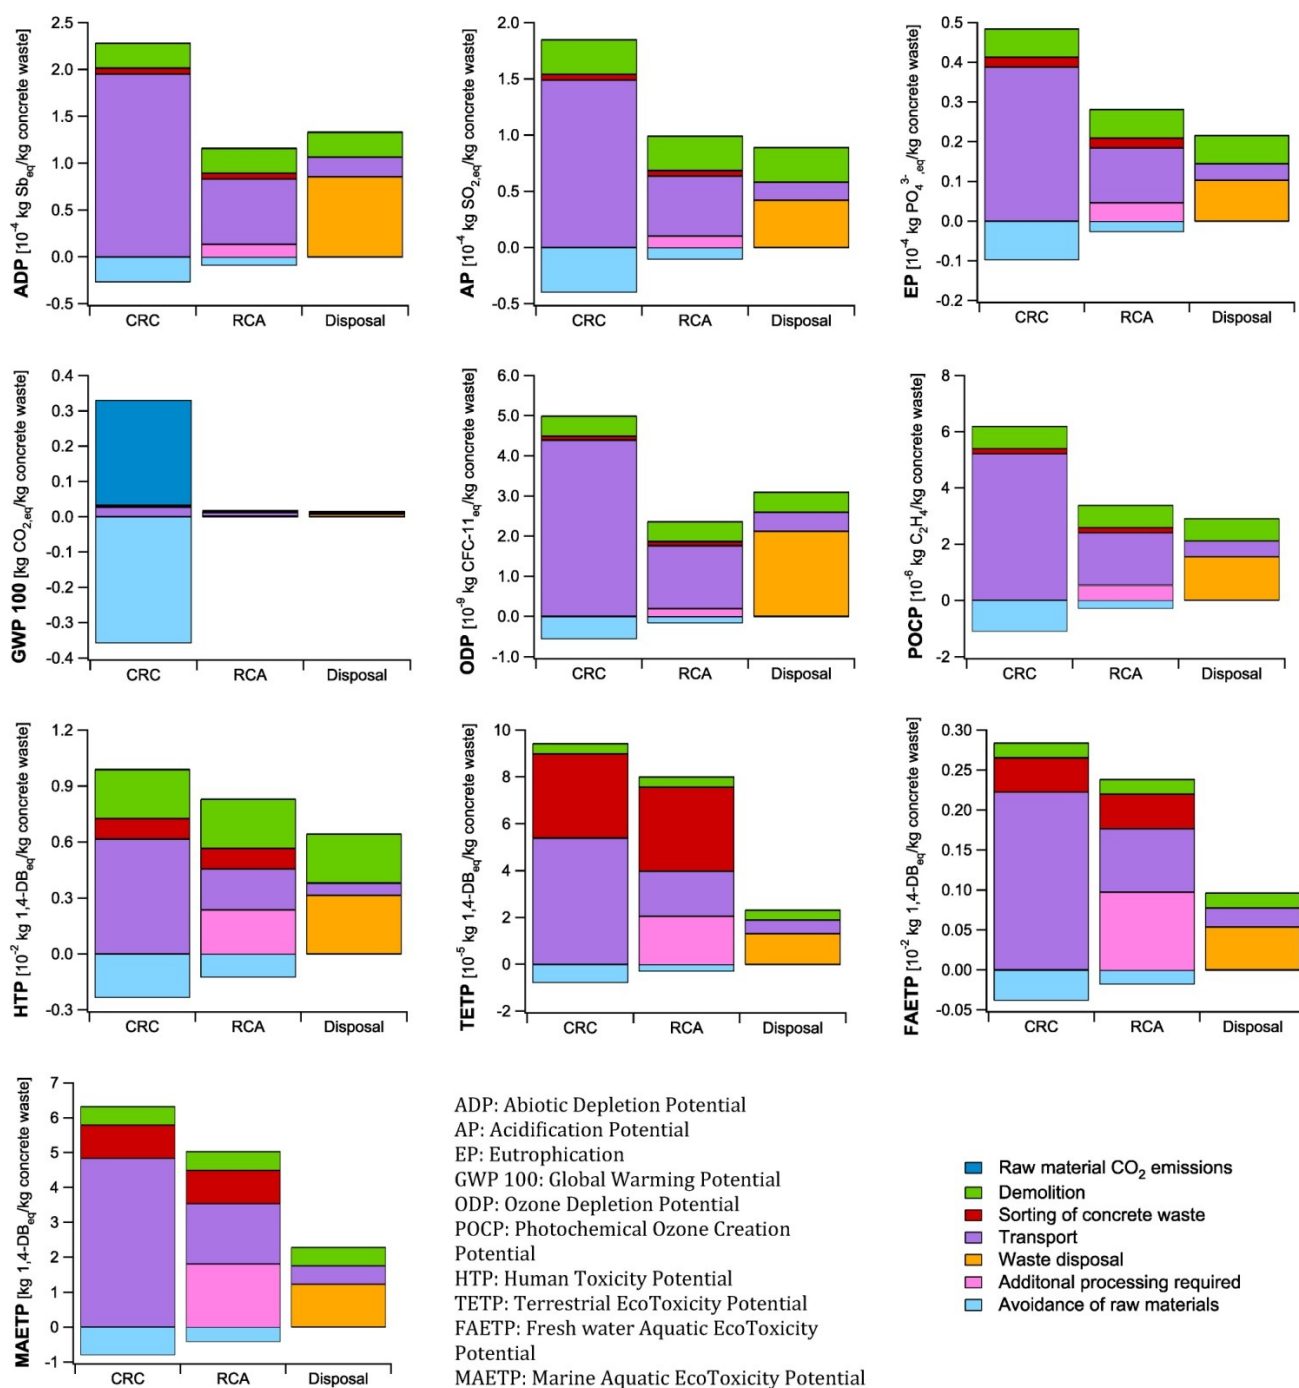 2.5
2.0
1.5
1.0
0.5
0.0
-0.5
ADP [10⁻⁴ kg Sbeq/kg concrete waste]
CRC RCA Disposal
2.0
1.5
1.0
0.5
0.0
-0.5
AP [10⁻⁴ kg SO₂,eq/kg concrete waste]
CRC RCA Disposal
0.5
0.4
0.3
0.2
0.1
0.0
-0.1
-0.2
EP [10⁻⁴ kg PO₄³⁻,eq/kg concrete waste]
CRC RCA Disposal
0.4
0.3
0.2
0.1
0.0
-0.1
-0.2
-0.3
-0.4
GWP 100 [kg CO₂,eq/kg concrete waste]
CRC RCA Disposal
6.0
5.0
4.0
3.0
2.0
1.0
0.0
-1.0
ODP [10⁻⁹ kg CFC-11eq/kg concrete waste]
CRC RCA Disposal
8
6
4
2
0
-2
POCP [10⁻⁶ kg C₂H₄/kg concrete waste]
CRC RCA Disposal
1.2
0.9
0.6
0.3
0.0
-0.3
HTP [10⁻² kg 1,4-DBeq/kg concrete waste]
CRC RCA Disposal
10
8
6
4
2
0
-2
TETP [10⁻⁵ kg 1,4-DBeq/kg concrete waste]
CRC RCA Disposal
0.30
0.25
0.20
0.15
0.10
0.05
0.00
-0.05
FAETP [10⁻² kg 1,4-DBeq/kg concrete waste]
CRC RCA Disposal
7
6
5
4
3
2
1
0
-1
MAETP [kg 1,4-DBeq/kg concrete waste]
CRC RCA Disposal
ADP: Abiotic Depletion Potential
AP: Acidification Potential
EP: Eutrophication
GWP 100: Global Warming Potential
ODP: Ozone Depletion Potential
POCP: Photochemical Ozone Creation
Potential
HTP: Human Toxicity Potential
TETP: Terrestrial EcoToxicity Potential
FAETP: Fresh water Aquatic EcoToxicity
Potential
MAETP: Marine Aquatic EcoToxicity Potential
Raw material CO₂ emissions
Demolition
Sorting of concrete waste
Transport
Waste disposal
Additonal processing required
Avoidance of raw materials